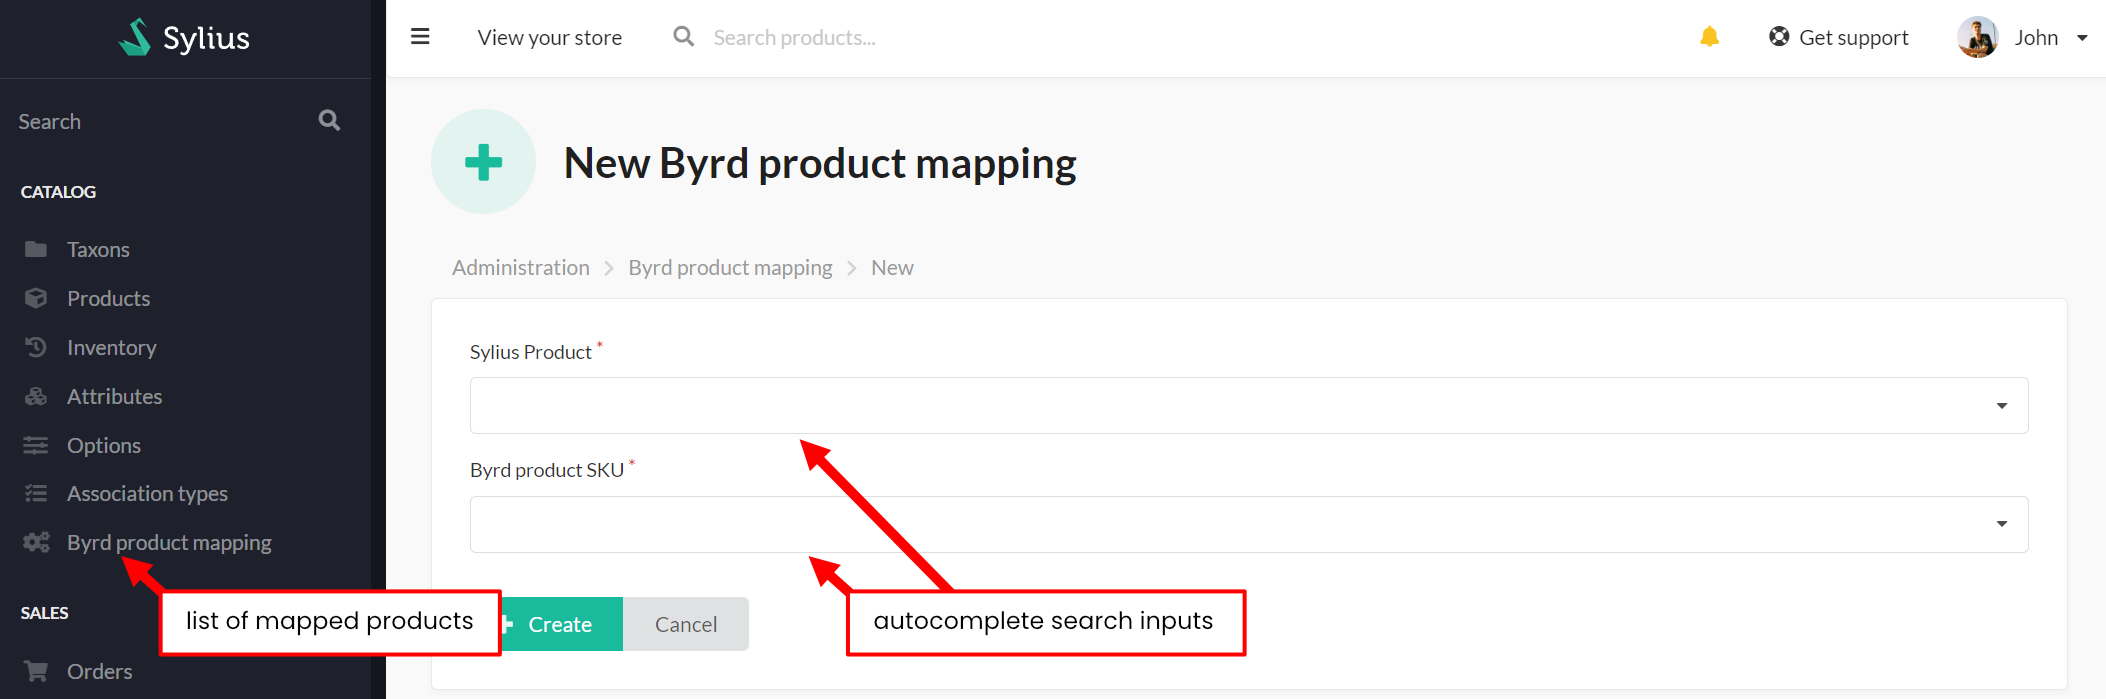 Sylius
View your store
Search products...
Get support
John
Search
CATALOG
Taxons
Products
Inventory
Attributes
Options
Association types
Byrd product mapping
SALES
Orders
list of mapped products
New Byrd product mapping
Administration > Byrd product mapping > New
Sylius Product *
Byrd product SKU *
Create
Cancel
autocomplete search inputs